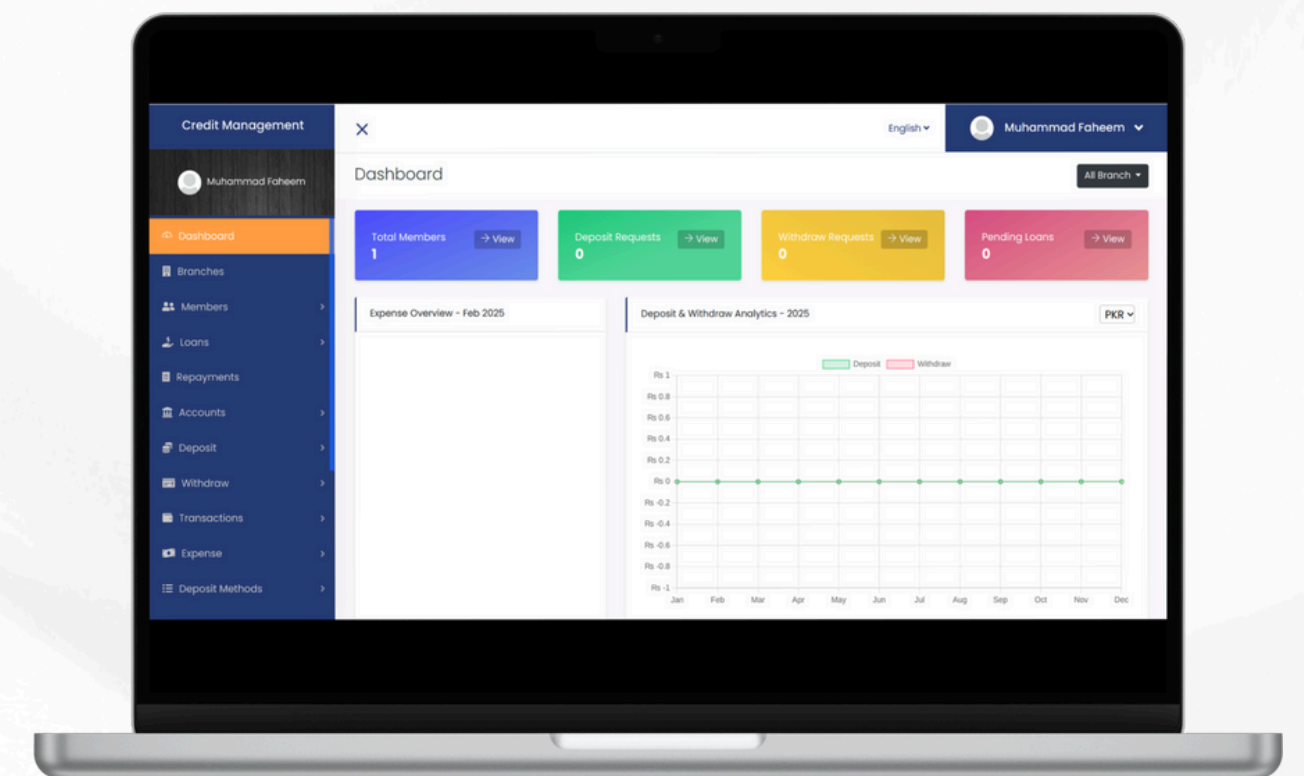 Credit Management
English
Muhammad Faheem
Muhammad Faheem
Dashboard
All Branch
Dashboard
Branches
Members
Loans
Repayments
Accounts
Deposit
Withdraw
Transactions
Expense
Deposit Methods
Total Members
View
1
Deposit Requests
View
0
Withdraw Requests
View
0
Pending Loans
View
0
Expense Overview - Feb 2025
Deposit & Withdraw Analytics - 2025
PKR
Deposit Withdraw
Rs 1
Rs 0.8
Rs 0.6
Rs 0.4
Rs 0.2
Rs 0
Rs -0.2
Rs -0.4
Rs -0.6
Rs -0.8
Rs -1
Jan Feb Mar Apr May Jun Jul Aug Sep Oct Nov Dec